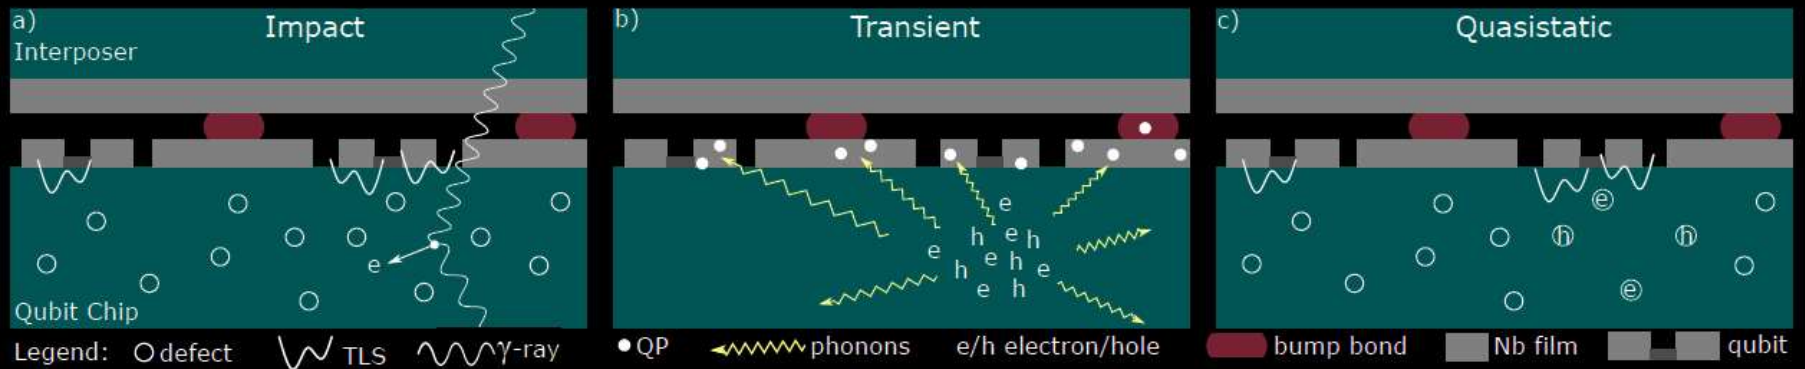 a)
Impact
Interposer
e
Qubit Chip
b)
Transient
e
h e h
e
e h
h e
e h
c)
Quasistatic
e
h h
e
Legend: defect TLS γ-ray QP phonons e/h electron/hole bump bond Nb film qubit